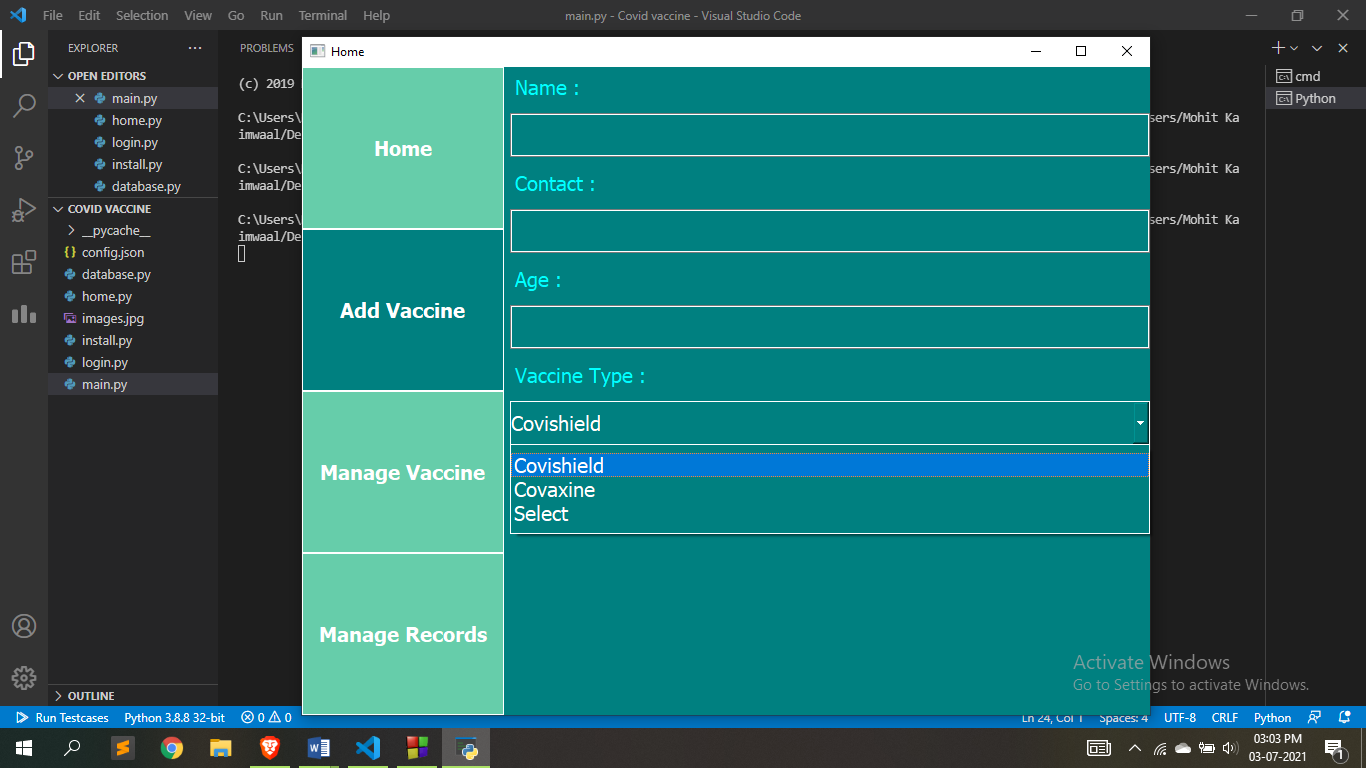 File Edit Selection View Go Run Terminal Help
main.py - Covid vaccine - Visual Studio Code
EXPLORER
OPEN EDITORS
main.py
home.py
login.py
install.py
database.py
COVID VACCINE
__pycache__
config.json
database.py
home.py
images.jpg
install.py
login.py
main.py
OUTLINE
PROBLEMS
(c) 2019
C:\Users\
sers/Mohit Ka
imwaal/De
C:\Users\
sers/Mohit Ka
imwaal/De
C:\Users\
sers/Mohit Ka
imwaal/De
cmd
Python
Home
Home
Add Vaccine
Manage Vaccine
Manage Records
Name :
Contact :
Age :
Vaccine Type :
Covishield
Covishield
Covaxine
Select
Activate Windows
Go to Settings to activate Windows.
Run Testcases Python 3.8.8 32-bit 0 0
Ln 24, Col 1 Spaces: 4 UTF-8 CRLF Python
03:03 PM
03-07-2021
1